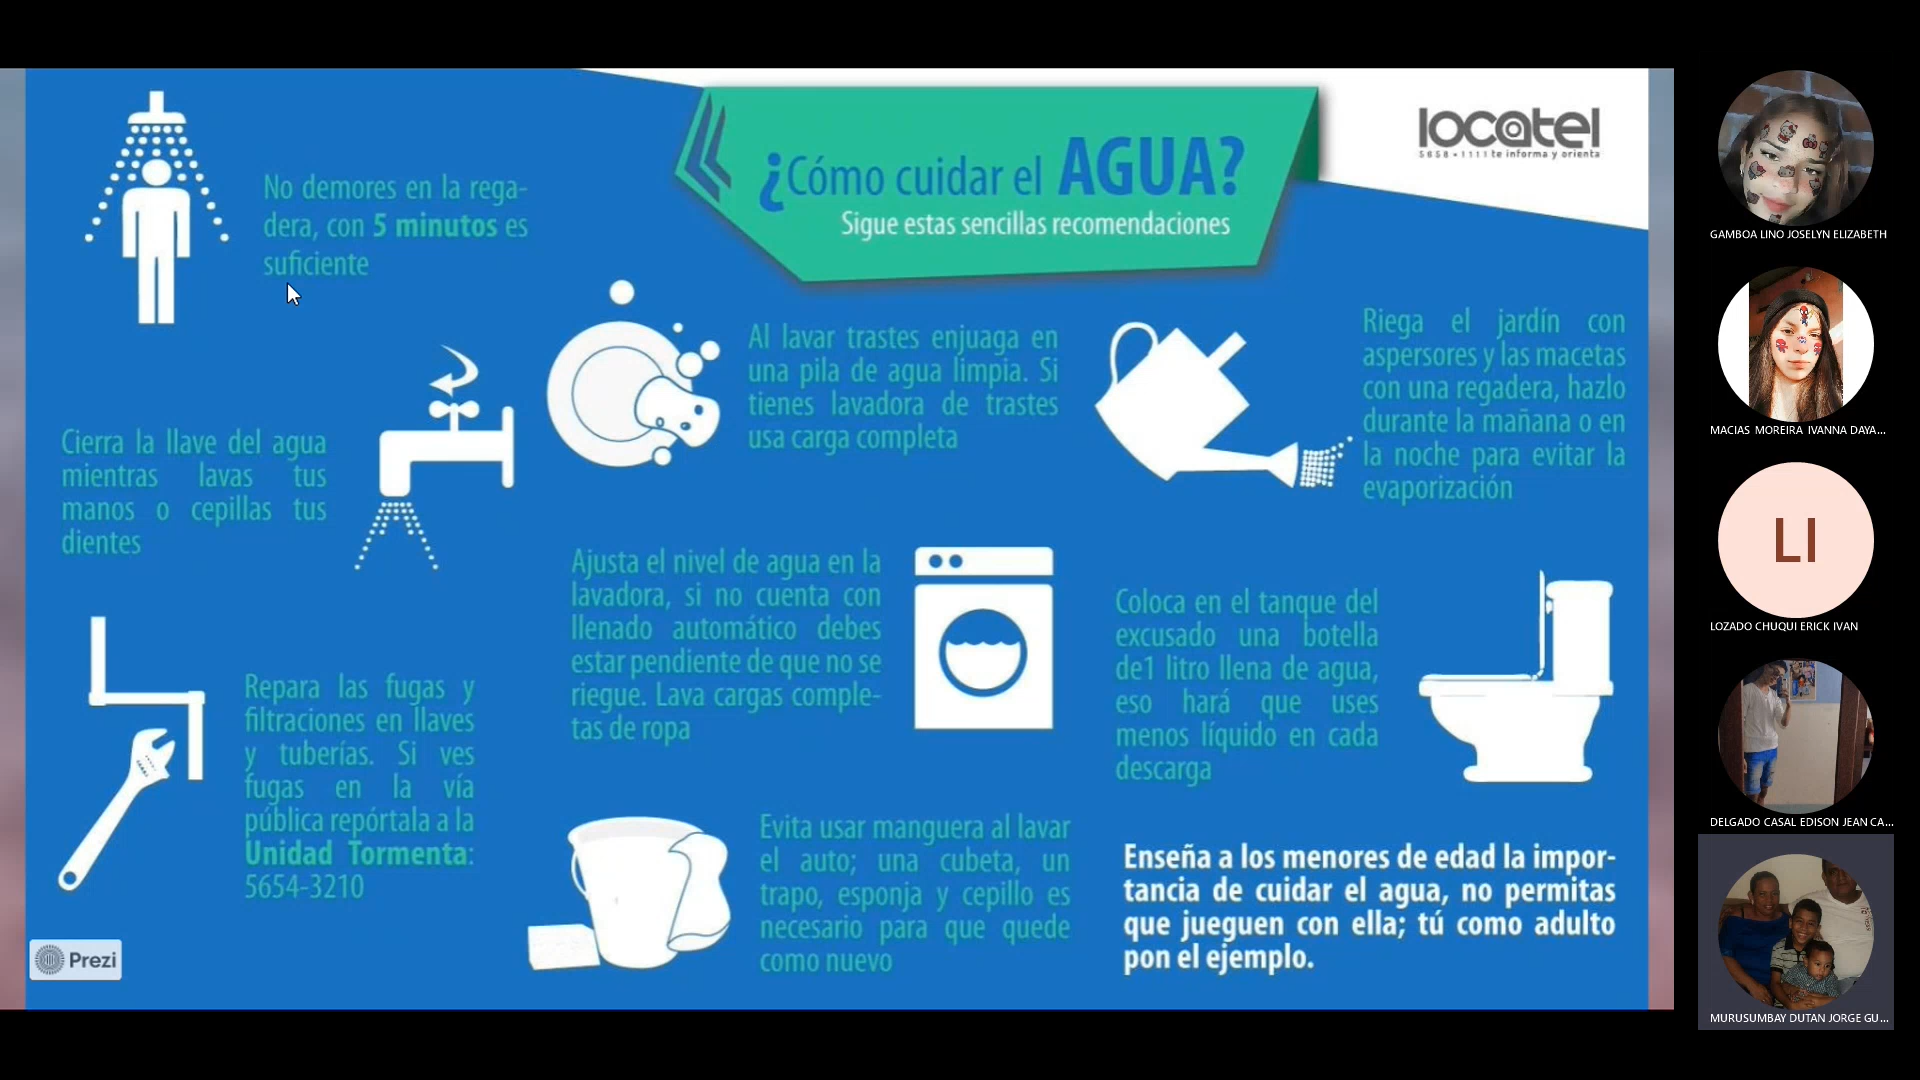 ¿Cómo cuidar el AGUA?
Sigue estas sencillas recomendaciones
locatel
5658 • 1111 te informa y orienta
No demores en la rega-
dera, con 5 minutos es
suficiente
Cierra la llave del agua
mientras lavas tus
manos o cepillas tus
dientes
Repara las fugas y
filtraciones en llaves
y tuberías. Si ves
fugas en la vía
pública repórtala a la
Unidad Tormenta:
5654-3210
Al lavar trastes enjuaga en
una pila de agua limpia. Si
tienes lavadora de trastes
usa carga completa
Ajusta el nivel de agua en la
lavadora, si no cuenta con
llenado automático debes
estar pendiente de que no se
riegue. Lava cargas comple-
tas de ropa
Evita usar manguera al lavar
el auto; una cubeta, un
trapo, esponja y cepillo es
necesario para que quede
como nuevo
Riega el jardín con
aspersores y las macetas
con una regadera, hazlo
durante la mañana o en
la noche para evitar la
evaporización
Coloca en el tanque del
excusado una botella
de1 litro llena de agua,
eso hará que uses
menos líquido en cada
descarga
Enseña a los menores de edad la impor-
tancia de cuidar el agua, no permitas
que jueguen con ella; tú como adulto
pon el ejemplo.
Prezi
GAMBOA LINO JOSELYN ELIZABETH
MACIAS MOREIRA IVANNA DAYA...
LI
LOZADO CHUQUI ERICK IVAN
DELGADO CASAL EDISON JEAN CA...
MURUSUMBAY DUTAN JORGE GU...